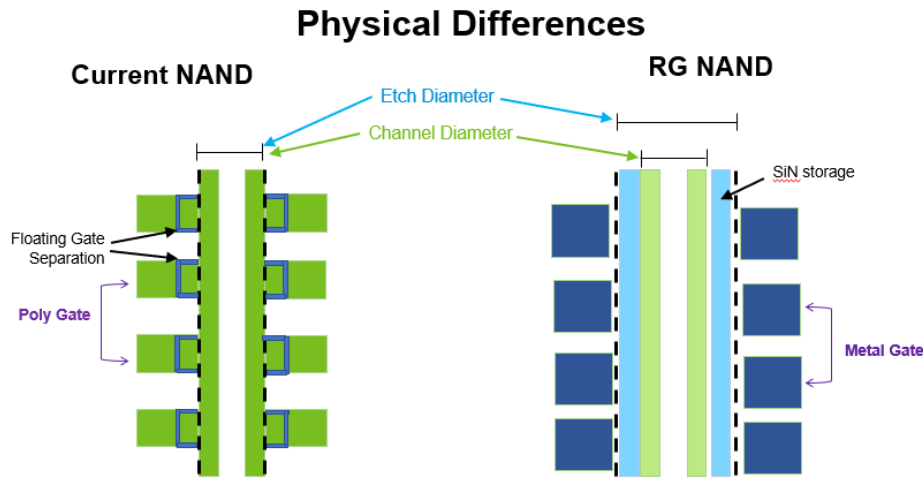 Physical Differences
Current NAND
RG NAND
Etch Diameter
Channel Diameter
SiN storage
Floating Gate
Separation
Poly Gate
Metal Gate